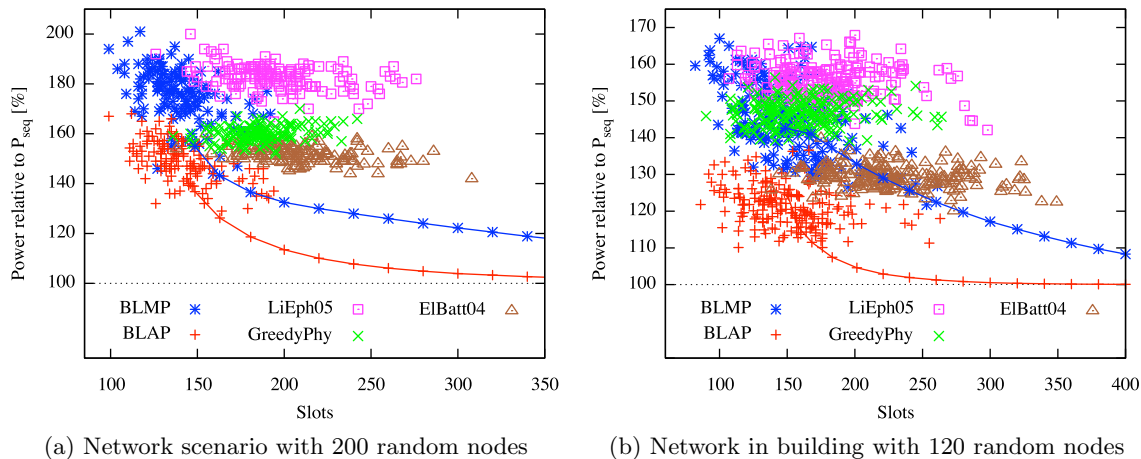 Power relative to P_seq [%]
200
180
160
140
120
100
BLMP
LiEph05
ElBatt04
BLAP
GreedyPhy
100
150
200
250
300
350
Slots
(a) Network scenario with 200 random nodes
Power relative to P_seq [%]
170
160
150
140
130
120
110
100
BLMP
LiEph05
ElBatt04
BLAP
GreedyPhy
100
150
200
250
300
350
400
Slots
(b) Network in building with 120 random nodes